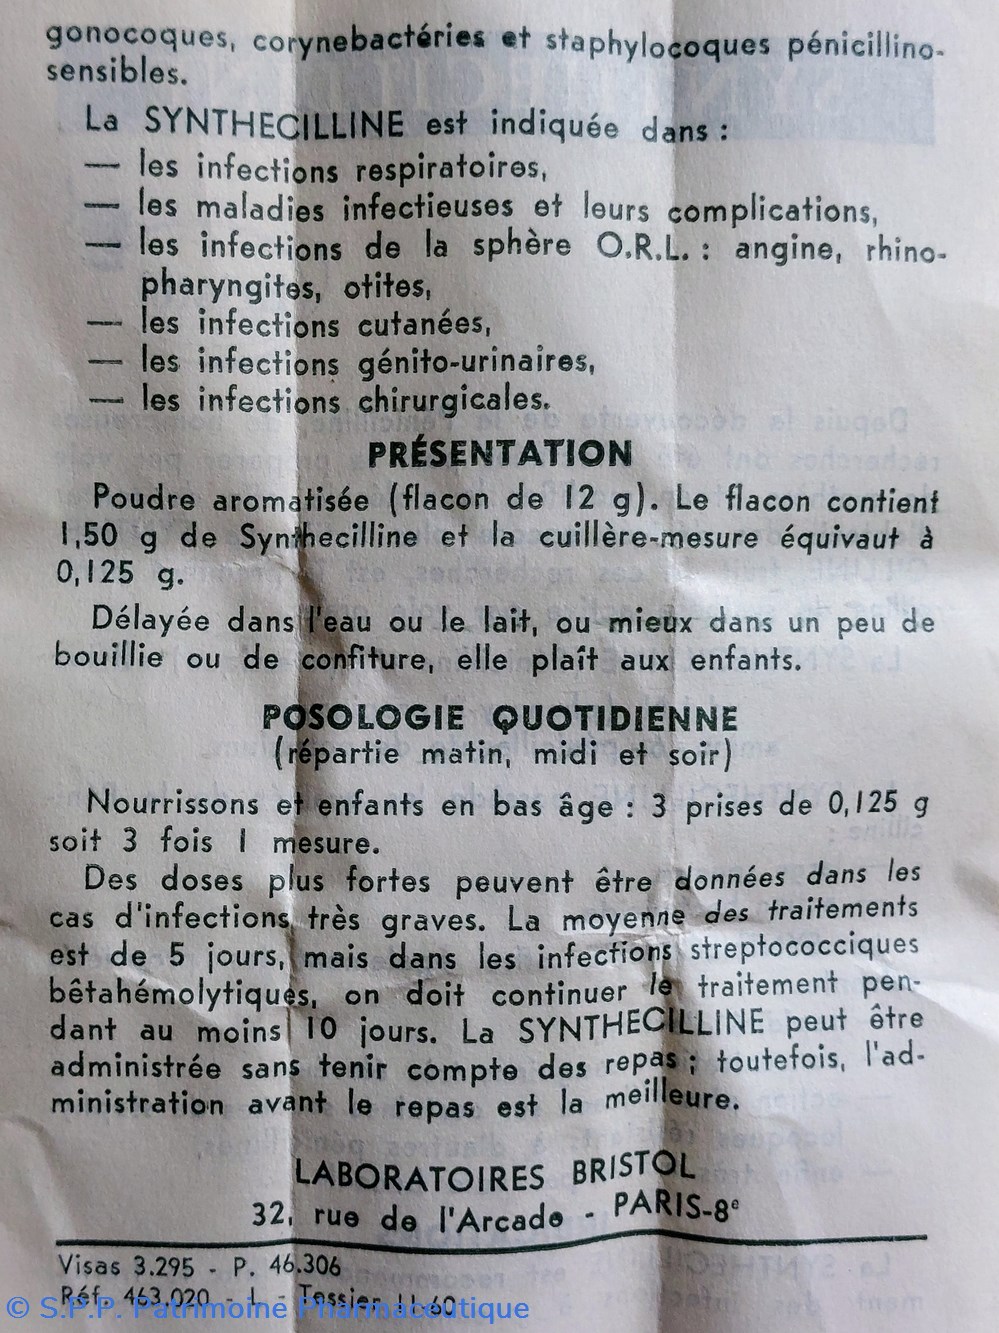 gonocoques, corynebactéries et staphylocoques pénicillino-
sensibles.
La SYNTHECILLINE est indiquée dans :
— les infections respiratoires,
— les maladies infectieuses et leurs complications,
— les infections de la sphère O.R.L. : angine, rhino-
pharyngites, otites,
— les infections cutanées,
— les infections génito-urinaires,
— les infections chirurgicales.
PRÉSENTATION
Poudre aromatisée (flacon de 12 g). Le flacon contient
1,50 g de Synthecilline et la cuillère-mesure équivaut à
0,125 g.
Délayée dans l'eau ou le lait, ou mieux dans un peu de
bouillie ou de confiture, elle plaît aux enfants.
POSOLOGIE QUOTIDIENNE
(répartie matin, midi et soir)
Nourrissons et enfants en bas âge : 3 prises de 0,125 g
soit 3 fois 1 mesure.
Des doses plus fortes peuvent être données dans les
cas d'infections très graves. La moyenne des traitements
est de 5 jours, mais dans les infections streptococciques
bêtahémolytiques, on doit continuer le traitement pen-
dant au moins 10 jours. La SYNTHECILLINE peut être
administrée sans tenir compte des repas ; toutefois, l'ad-
ministration avant le repas est la meilleure.
LABORATOIRES BRISTOL
32, rue de l'Arcade - PARIS-8e
Visas 3.295 - P. 46.306
Réf. 463.020 - L - Tessier 11-60
© S.P.P. Patrimoine Pharmaceutique